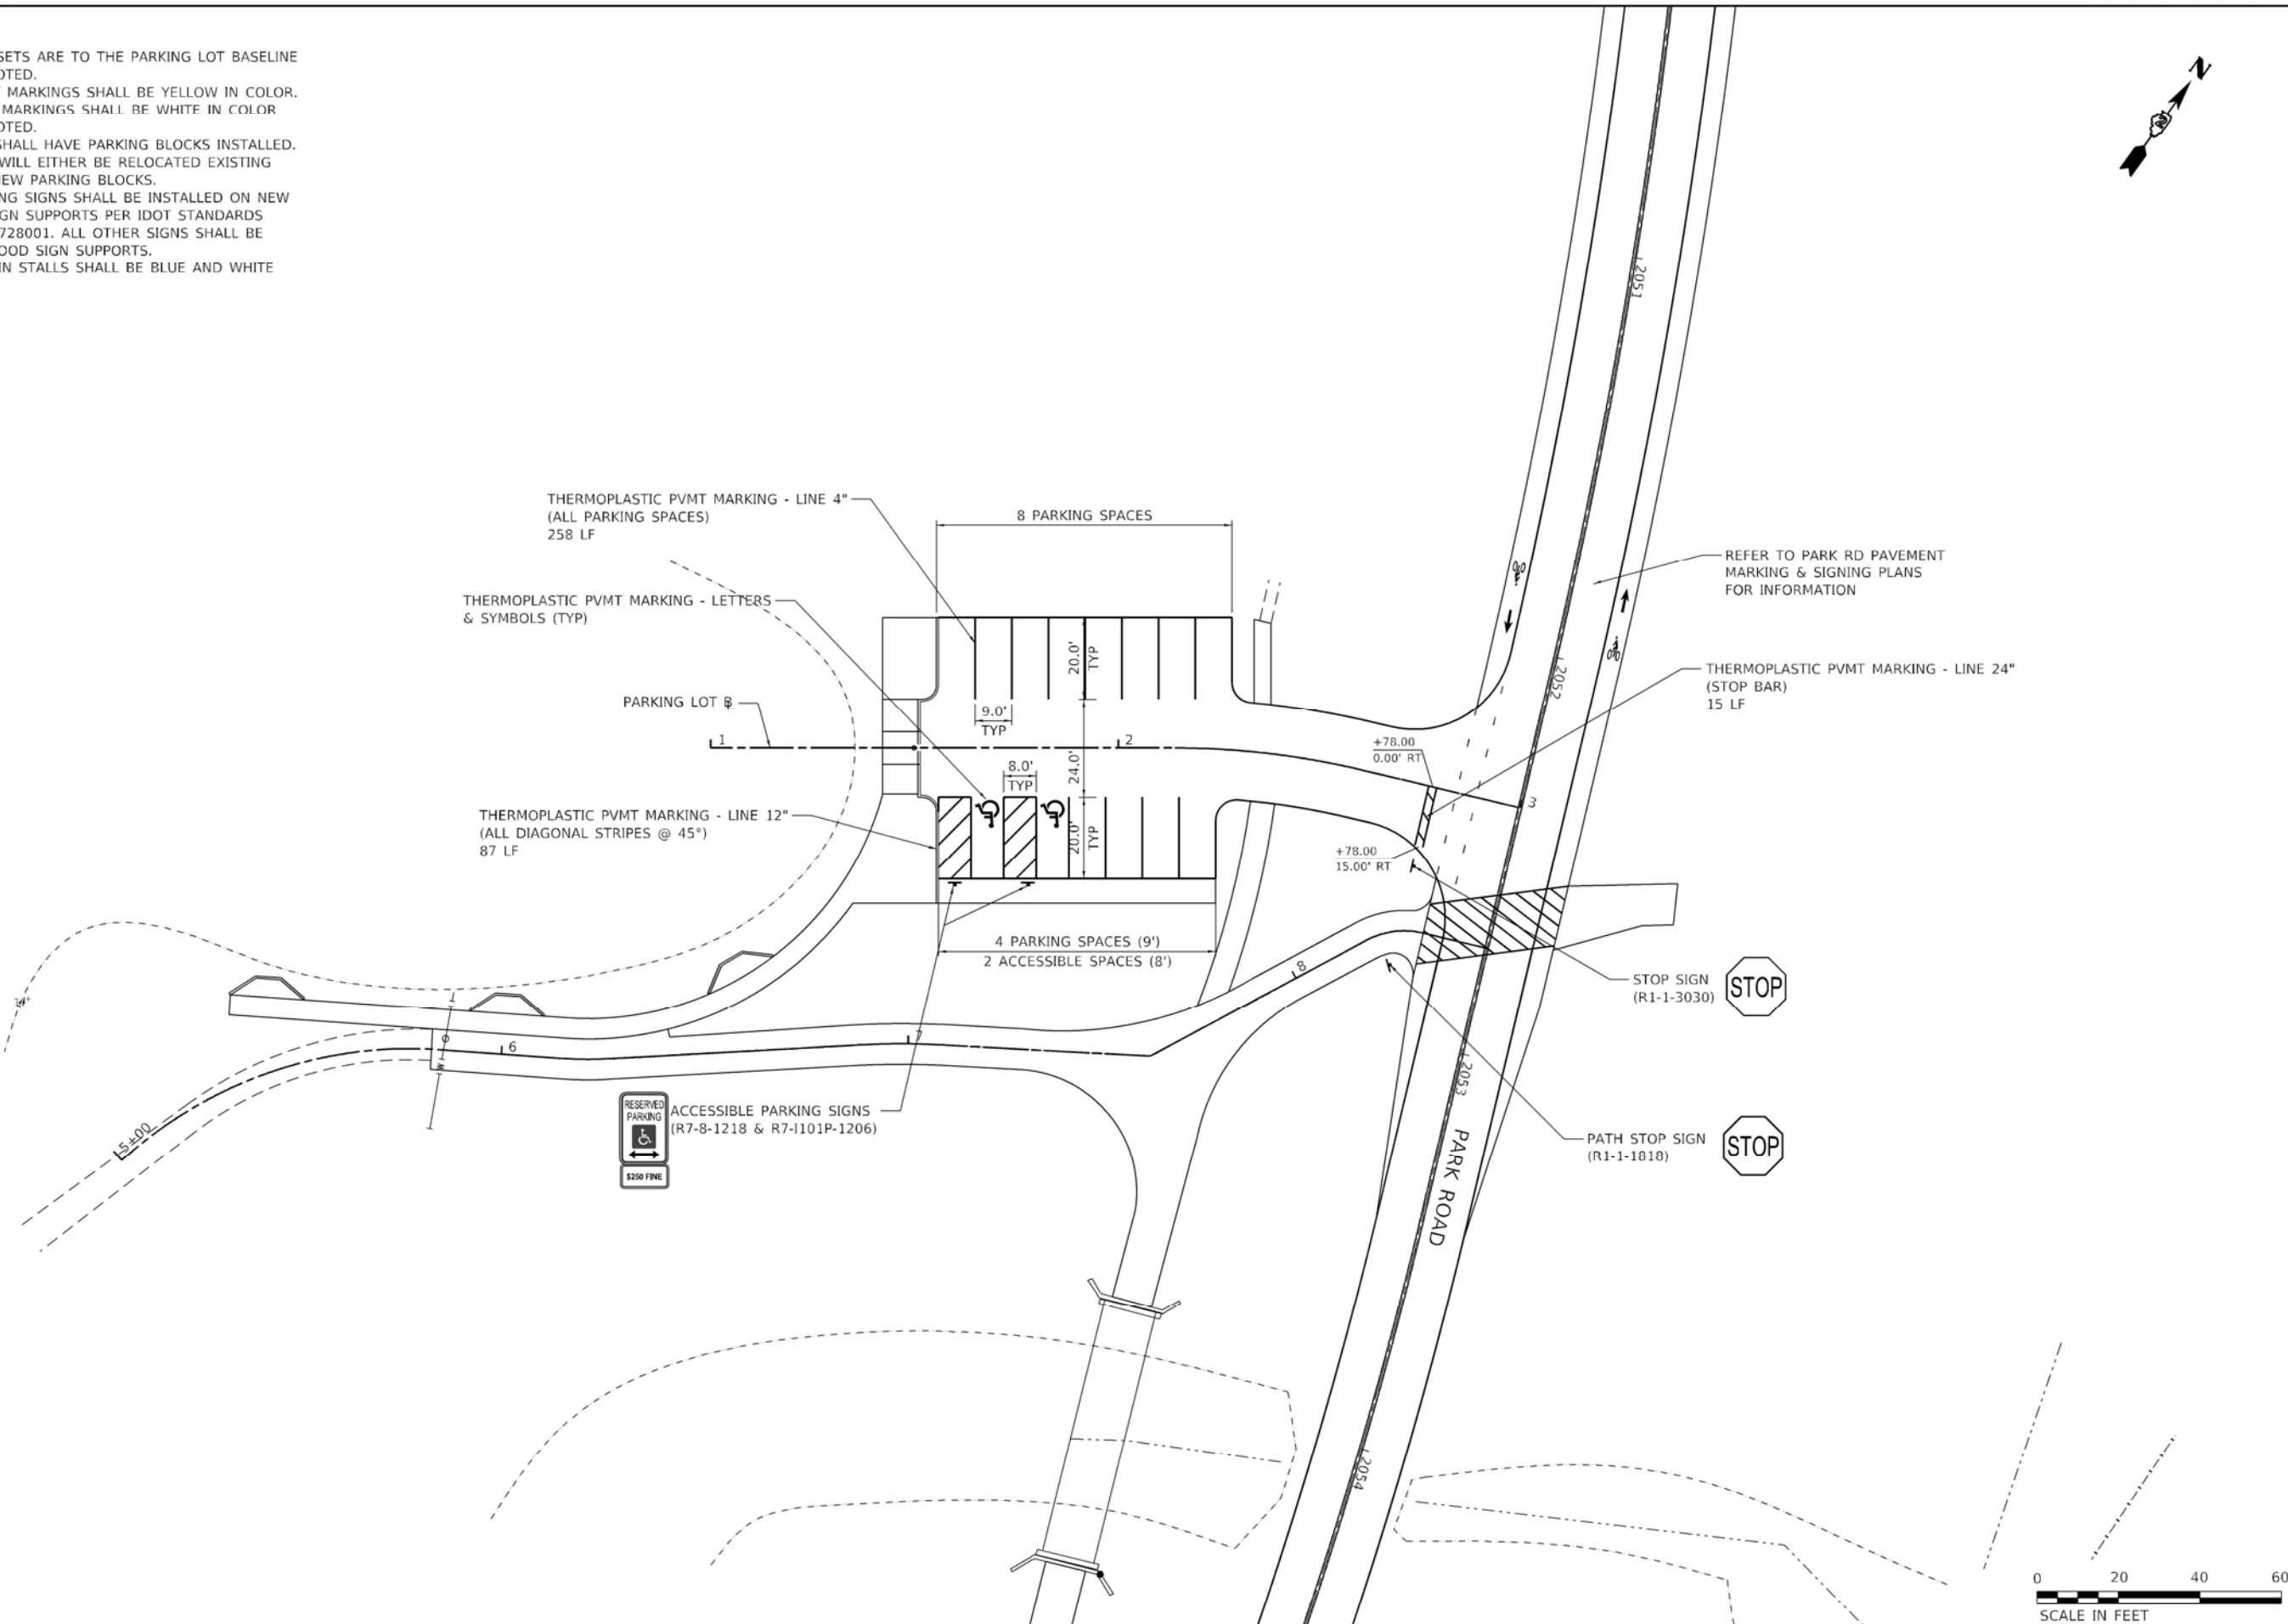 SETS ARE TO THE PARKING LOT BASELINE
OTED.
MARKINGS SHALL BE YELLOW IN COLOR.
MARKINGS SHALL BE WHITE IN COLOR
OTED.
SHALL HAVE PARKING BLOCKS INSTALLED.
WILL EITHER BE RELOCATED EXISTING
NEW PARKING BLOCKS.
NG SIGNS SHALL BE INSTALLED ON NEW
GN SUPPORTS PER IDOT STANDARDS
728001. ALL OTHER SIGNS SHALL BE
OOD SIGN SUPPORTS.
IN STALLS SHALL BE BLUE AND WHITE
N
2051
THERMOPLASTIC PVMT MARKING - LINE 4"
(ALL PARKING SPACES)
258 LF
8 PARKING SPACES
REFER TO PARK RD PAVEMENT
MARKING & SIGNING PLANS
FOR INFORMATION
THERMOPLASTIC PVMT MARKING - LETTERS
& SYMBOLS (TYP)
20.0'
TYP
2052
THERMOPLASTIC PVMT MARKING - LINE 24"
(STOP BAR)
15 LF
PARKING LOT
9.0'
TYP
1
2
24.0'
+78.00
0.00' RT
8.0'
TYP
3
THERMOPLASTIC PVMT MARKING - LINE 12"
(ALL DIAGONAL STRIPES @ 45°)
87 LF
20.0'
TYP
+78.00
15.00' RT
4 PARKING SPACES (9')
2 ACCESSIBLE SPACES (8')
8
STOP SIGN
(R1-1-3030)
STOP
6
7
2053
5+00
RESERVED
PARKING
$250 FINE
ACCESSIBLE PARKING SIGNS
(R7-8-1218 & R7-I101P-1206)
PATH STOP SIGN
(R1-1-1818)
STOP
PARK ROAD
2054
0 20 40 60
SCALE IN FEET